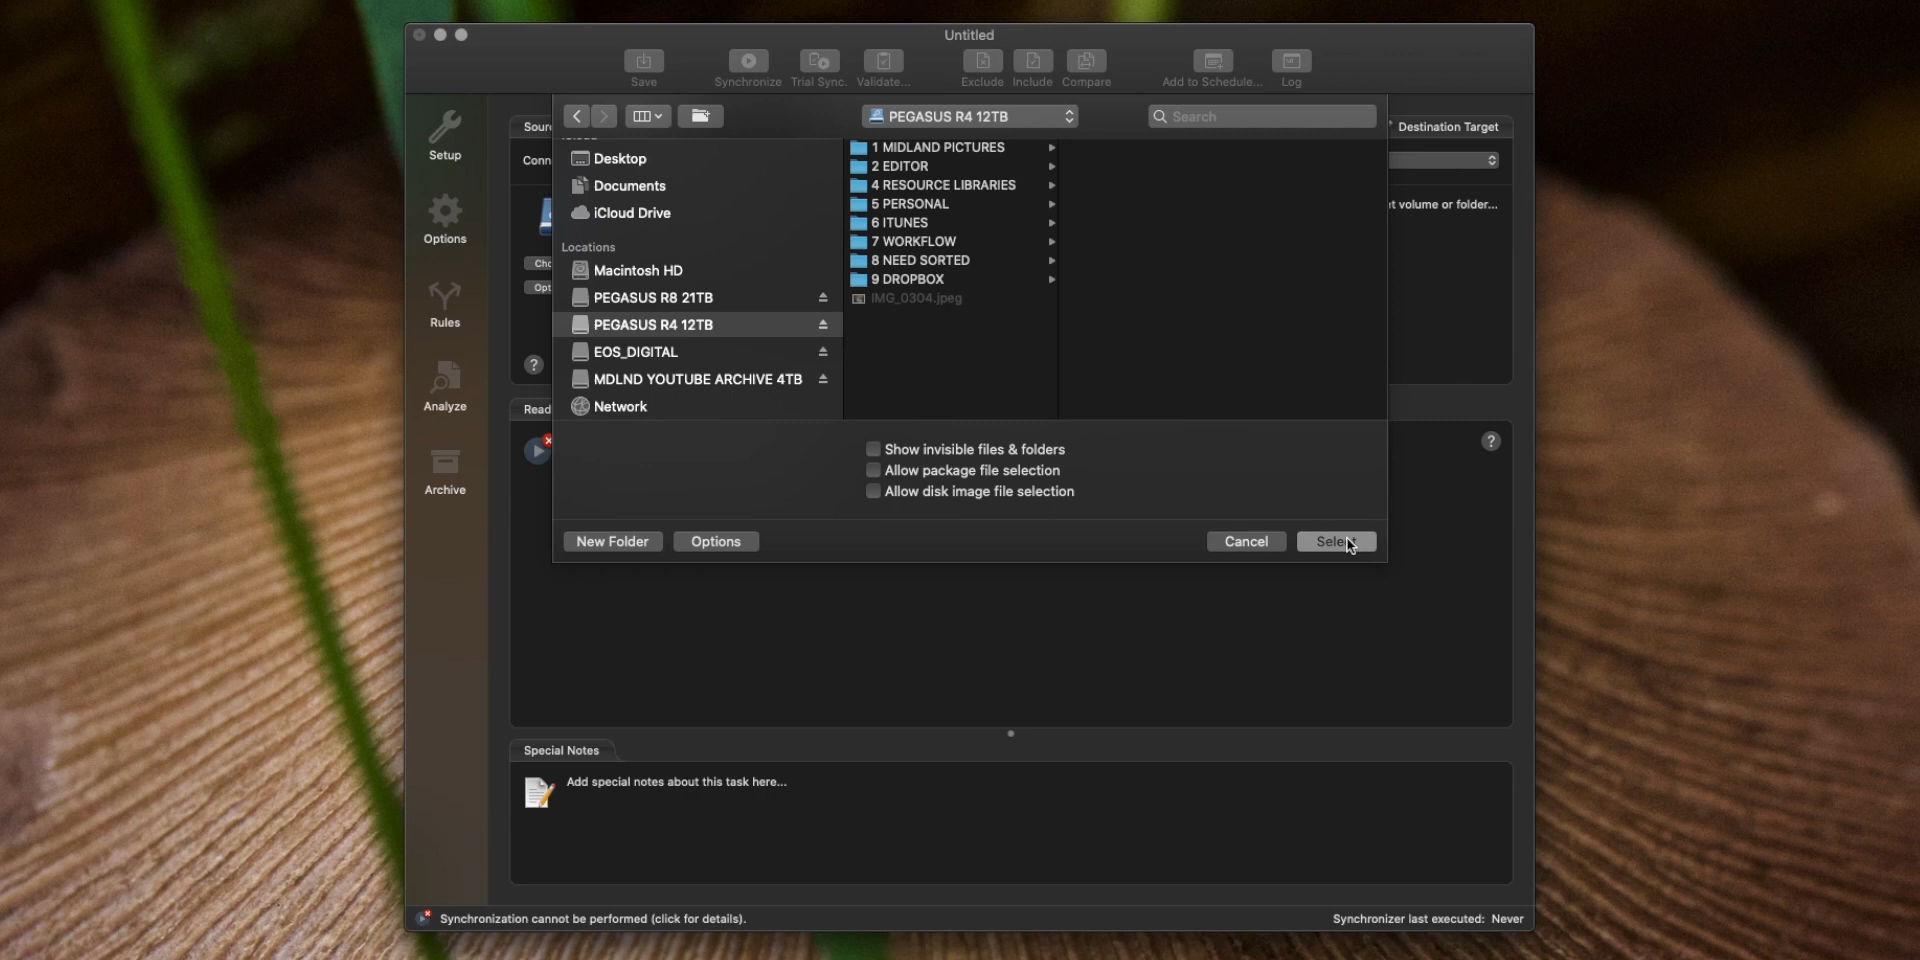 Untitled
Save
Synchronize
Trial Sync.
Validate...
Exclude
Include
Compare
Add to Schedule...
Log
Setup
Options
Rules
Analyze
Archive
PEGASUS R4 12TB
Search
Destination Target
Desktop
Documents
iCloud Drive
Locations
Macintosh HD
PEGASUS R8 21TB
PEGASUS R4 12TB
EOS_DIGITAL
MDLND YOUTUBE ARCHIVE 4TB
Network
1 MIDLAND PICTURES
2 EDITOR
4 RESOURCE LIBRARIES
5 PERSONAL
6 ITUNES
7 WORKFLOW
8 NEED SORTED
9 DROPBOX
IMG_0304.jpeg
volume or folder...
Show invisible files & folders
Allow package file selection
Allow disk image file selection
New Folder
Options
Cancel
Select
Special Notes
Add special notes about this task here...
Synchronization cannot be performed (click for details).
Synchronizer last executed: Never